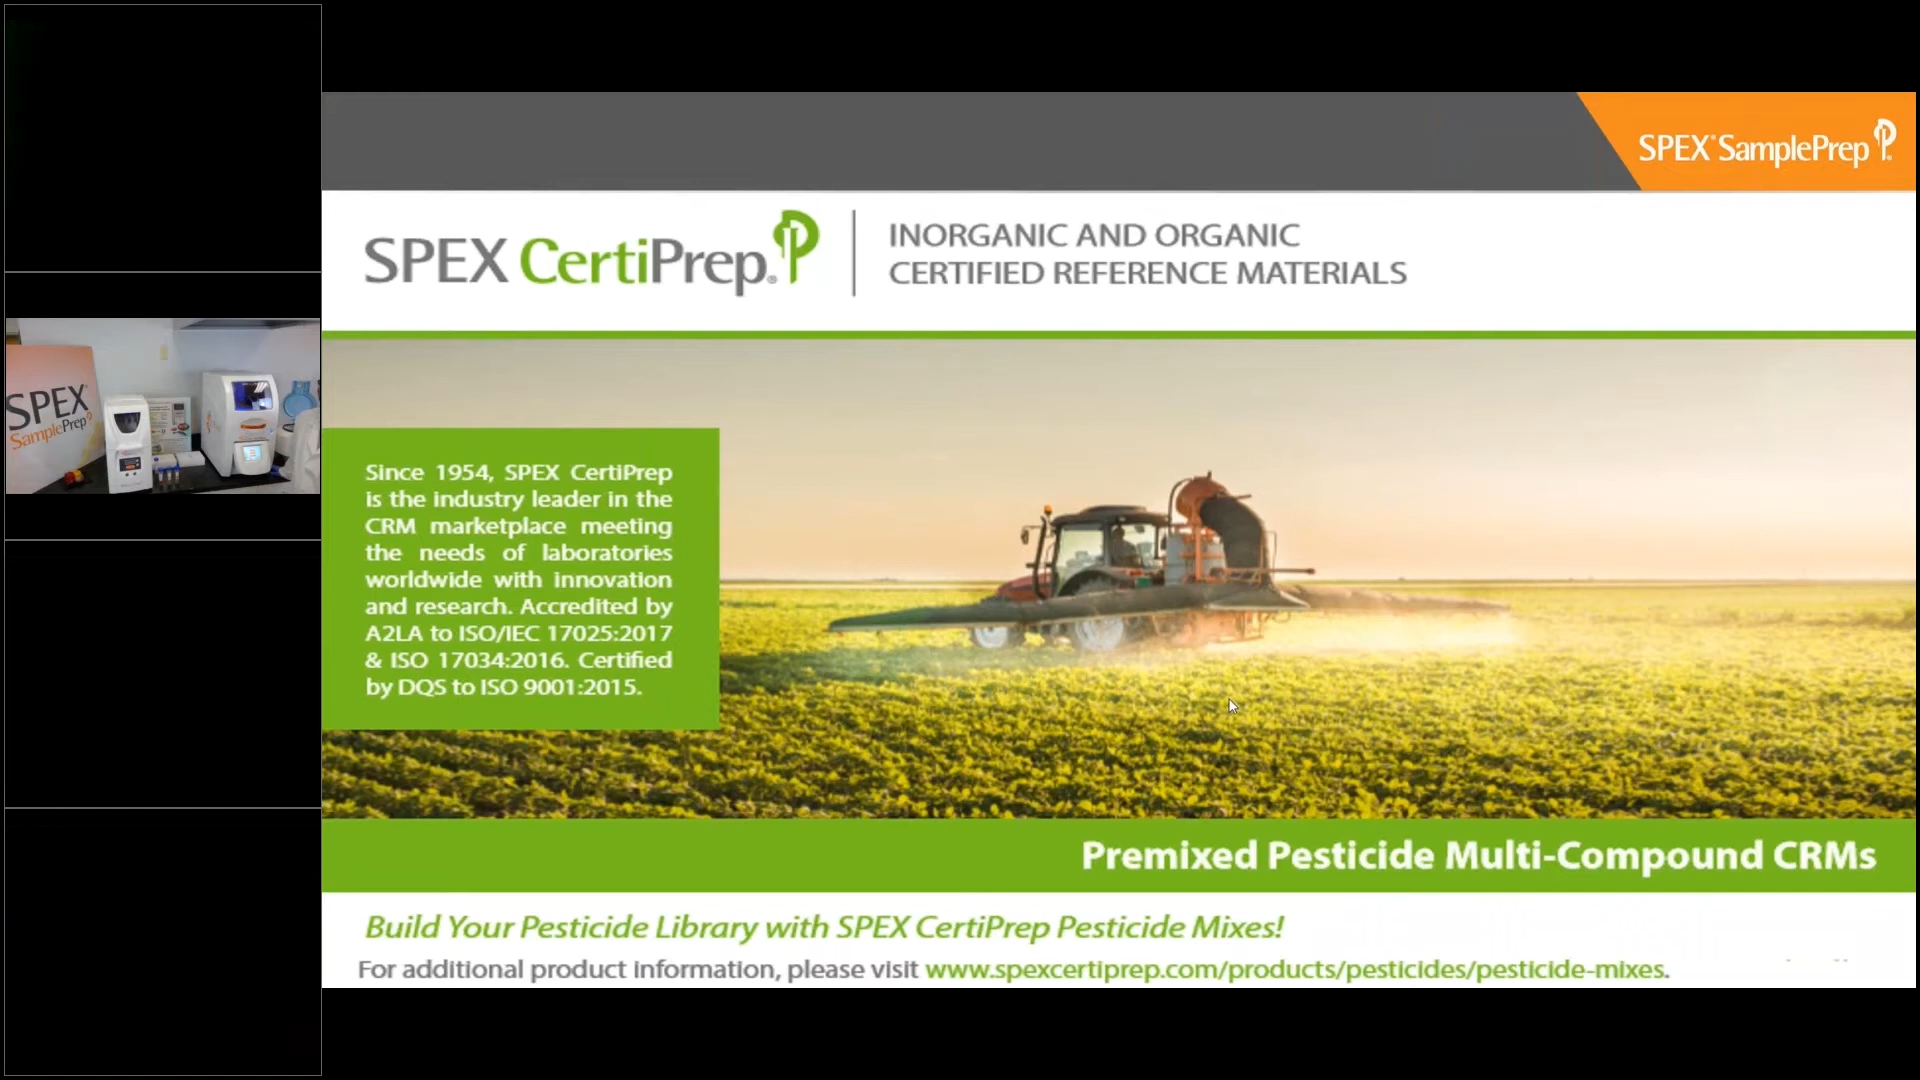 SPEX
SamplePrep
SPEX® SamplePrep
SPEX CertiPrep®
INORGANIC AND ORGANIC
CERTIFIED REFERENCE MATERIALS
Since 1954, SPEX CertiPrep
is the industry leader in the
CRM marketplace meeting
the needs of laboratories
worldwide with innovation
and research. Accredited by
A2LA to ISO/IEC 17025:2017
& ISO 17034:2016. Certified
by DQS to ISO 9001:2015.
Premixed Pesticide Multi-Compound CRMs
Build Your Pesticide Library with SPEX CertiPrep Pesticide Mixes!
For additional product information, please visit www.spexcertiprep.com/products/pesticides/pesticide-mixes.